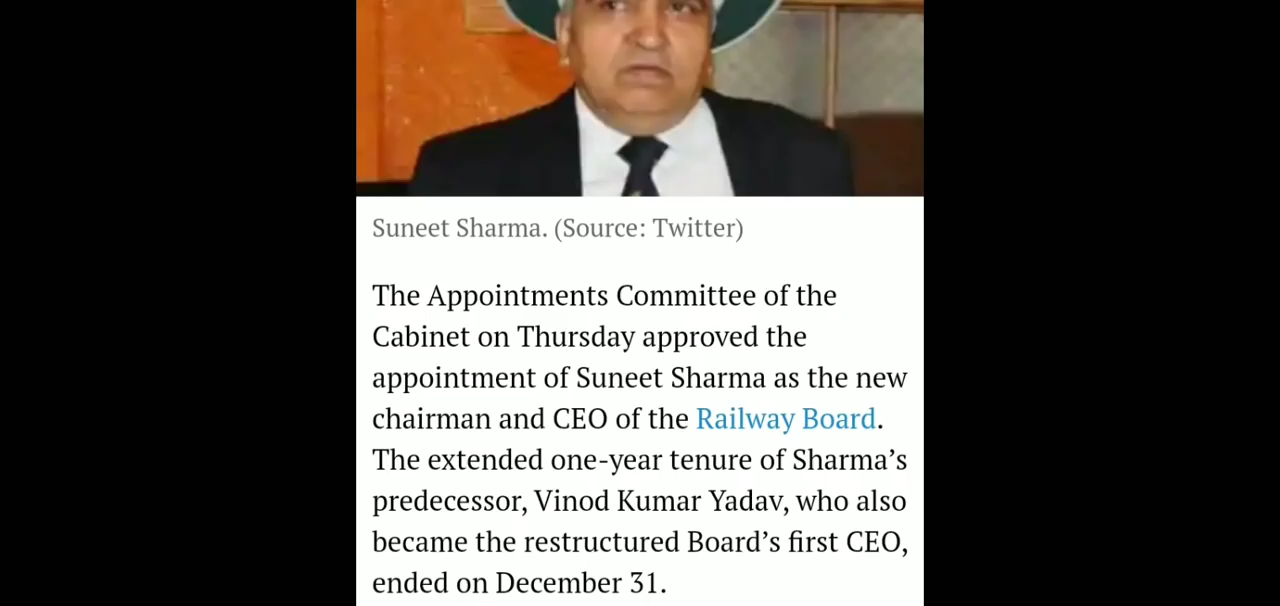 Suneet Sharma. (Source: Twitter)
The Appointments Committee of the
Cabinet on Thursday approved the
appointment of Suneet Sharma as the new
chairman and CEO of the Railway Board.
The extended one-year tenure of Sharma’s
predecessor, Vinod Kumar Yadav, who also
became the restructured Board’s first CEO,
ended on December 31.